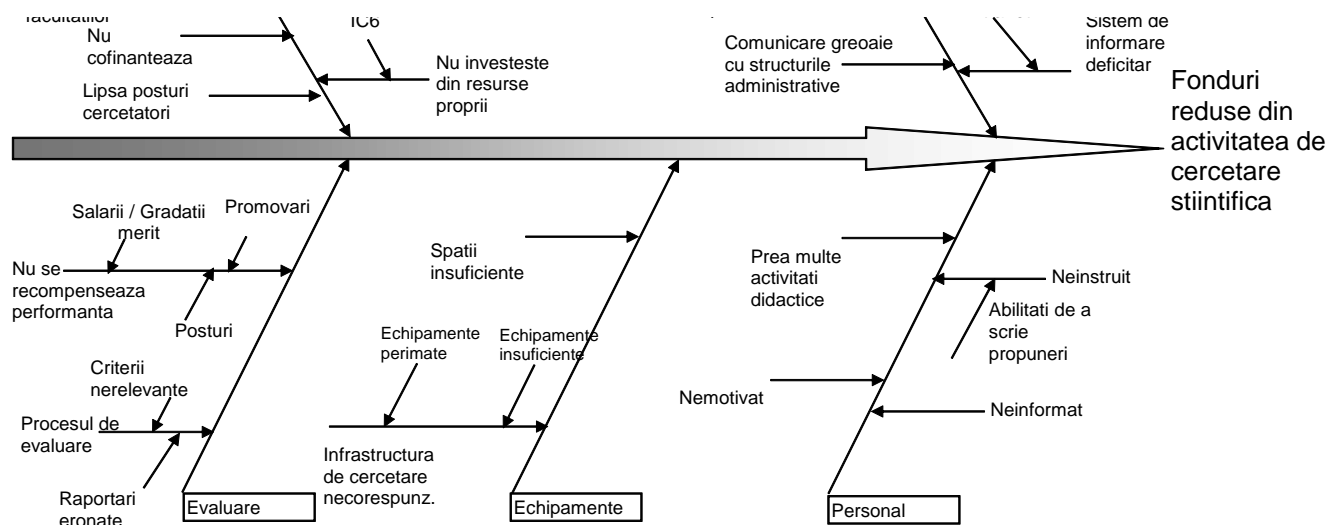 facultatilor
Nu
cofinanteaza
IC6
Nu investeste
din resurse
proprii
Lipsa posturi
cercetatori
Comunicare greoaie
cu structurile
administrative
Sistem de
informare
deficitar
Fonduri
reduse din
activitatea de
cercetare
stiintifica
Salarii / Gradatii
merit
Promovari
Nu se
recompenseaza
performanta
Posturi
Criterii
nerelevante
Procesul de
evaluare
Raportari
eronate
Evaluare
Spatii
insuficiente
Echipamente
perimate
Echipamente
insuficiente
Infrastructura
de cercetare
necorespunz.
Echipamente
Prea multe
activitati
didactice
Neinstruit
Abilitati de a
scrie
propuneri
Nemotivat
Neinformat
Personal